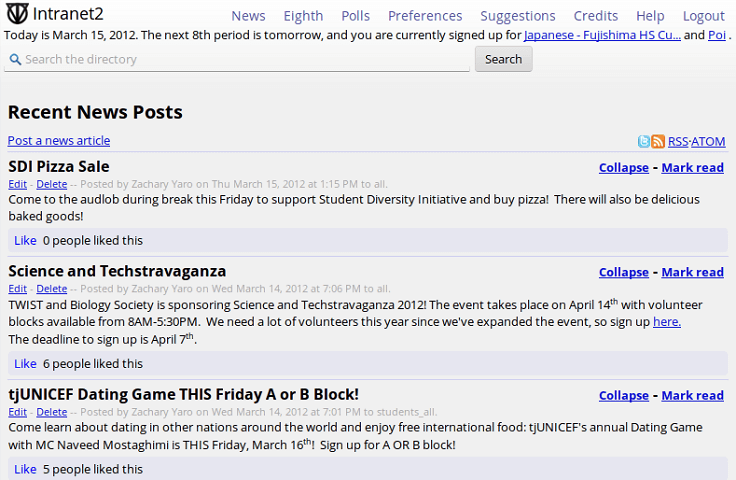 Intranet2 News Eighth Polls Preferences Suggestions Credits Help Logout
Today is March 15, 2012. The next 8th period is tomorrow, and you are currently signed up for Japanese - Fujishima HS Cu... and Poi .
Search the directory Search
Recent News Posts
Post a news article RSS·ATOM
SDI Pizza Sale Collapse - Mark read
Edit - Delete -- Posted by Zachary Yaro on Thu March 15, 2012 at 1:15 PM to all.
Come to the audlob during break this Friday to support Student Diversity Initiative and buy pizza! There will also be delicious
baked goods!
Like 0 people liked this
Science and Techstravaganza Collapse - Mark read
Edit - Delete -- Posted by Zachary Yaro on Wed March 14, 2012 at 7:06 PM to all.
TWIST and Biology Society is sponsoring Science and Techstravaganza 2012! The event takes place on April 14th with volunteer
blocks available from 8AM-5:30PM. We need a lot of volunteers this year since we've expanded the event, so sign up here.
The deadline to sign up is April 7th.
Like 6 people liked this
tjUNICEF Dating Game THIS Friday A or B Block! Collapse - Mark read
Edit - Delete -- Posted by Zachary Yaro on Wed March 14, 2012 at 7:01 PM to students_all.
Come learn about dating in other nations around the world and enjoy free international food: tjUNICEF's annual Dating Game
with MC Naveed Mostaghimi is THIS Friday, March 16th! Sign up for A OR B block!
Like 5 people liked this